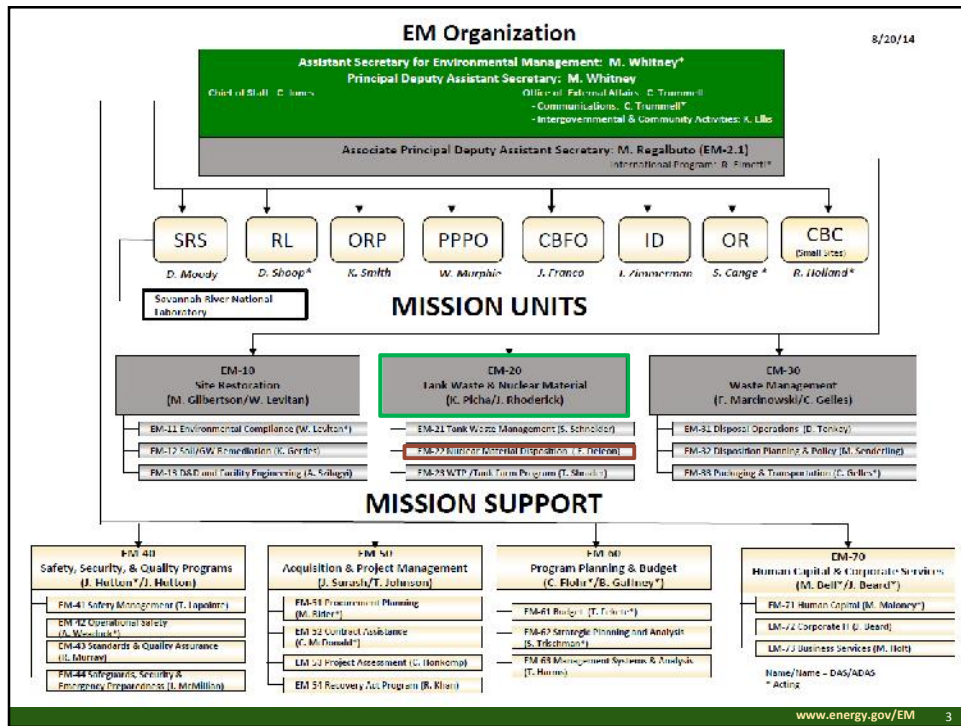 EM Organization
8/20/14
Assistant Secretary for Environmental Management: M. Whitney*
Principal Deputy Assistant Secretary: M. Whitney
Chief of Staff: C. Jones
Office of External Affairs: C. Trummell
- Communications: C. Trummell*
- Intergovernmental & Community Activities: K. Ellis
Associate Principal Deputy Assistant Secretary: M. Regalbuto (EM-2.1)
International Program:
SRS
RL
ORP
PPPO
CBFO
ID
OR
CBC
(Small Sites)
D. Moody
D. Shoop*
K. Smith
W. Murphie
J. Franco
Zimmerman
S. Cange *
R. Holland*
Savannah River National
Laboratory
MISSION UNITS
EM-10
Site Restoration
(M. Gilbertson/W. Levitan)
EM-11 Environmental Compliance (W. Levitan*)
EM-12 Soil/GW Remediation (K. Gerdes)
EM-13 D&D and Facility Engineering (A. Szilagyi)
EM-20
Tank Waste & Nuclear Material
(K. Picha/J. Rhoderick)
EM-21 Tank Waste Management (S. Schneider)
EM-22 Nuclear Material Disposition (E. Deleon)
EM-23 WTP /Tank Farm Program (T. Shrader)
EM-30
Waste Management
(F. Marcinowski/C. Gelles)
EM-31 Disposal Operations (D. Tonkay)
EM-32 Disposition Planning & Policy (M. Senderling)
EM-33 Packaging & Transportation (C. Gelles*)
MISSION SUPPORT
EM-40
Safety, Security, & Quality Programs
(J. Hutton*/J. Hutton)
EM-41 Safety Management (T. Lapointe)
EM-42 Operational Safety
(A. Wendick*)
EM-43 Standards & Quality Assurance
(R. Murray)
EM-44 Safeguards, Security &
Emergency Preparedness (J. McMillian)
EM-50
Acquisition & Project Management
(J. Surash/T. Johnson)
EM-51 Procurement Planning
(M. Rider*)
EM-52 Contract Assistance
(C. McDonald*)
EM-53 Project Assessment (C. Honkomp)
EM-54 Recovery Act Program (R. Khan)
EM-60
Program Planning & Budget
(C. Flohr*/B. Gaffney*)
EM-61 Budget (T. Fekete*)
EM-62 Strategic Planning and Analysis
(S. Trischman*)
EM-63 Management Systems & Analysis
(T. Harms)
EM-70
Human Capital & Corporate Services
(M. Bell*/J. Beard*)
EM-71 Human Capital (M. Maloney*)
EM-72 Corporate IT (J. Beard)
EM-73 Business Services (M. Holt)
Name/Name = DAS/ADAS
* Acting
www.energy.gov/EM 3